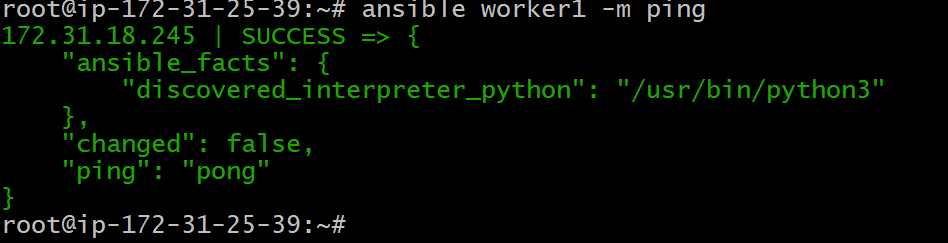 root@ip-172-31-25-39:~# ansible worker1 -m ping
172.31.18.245 | SUCCESS => {
    "ansible_facts": {
        "discovered_interpreter_python": "/usr/bin/python3"
    },
    "changed": false,
    "ping": "pong"
}
root@ip-172-31-25-39:~#